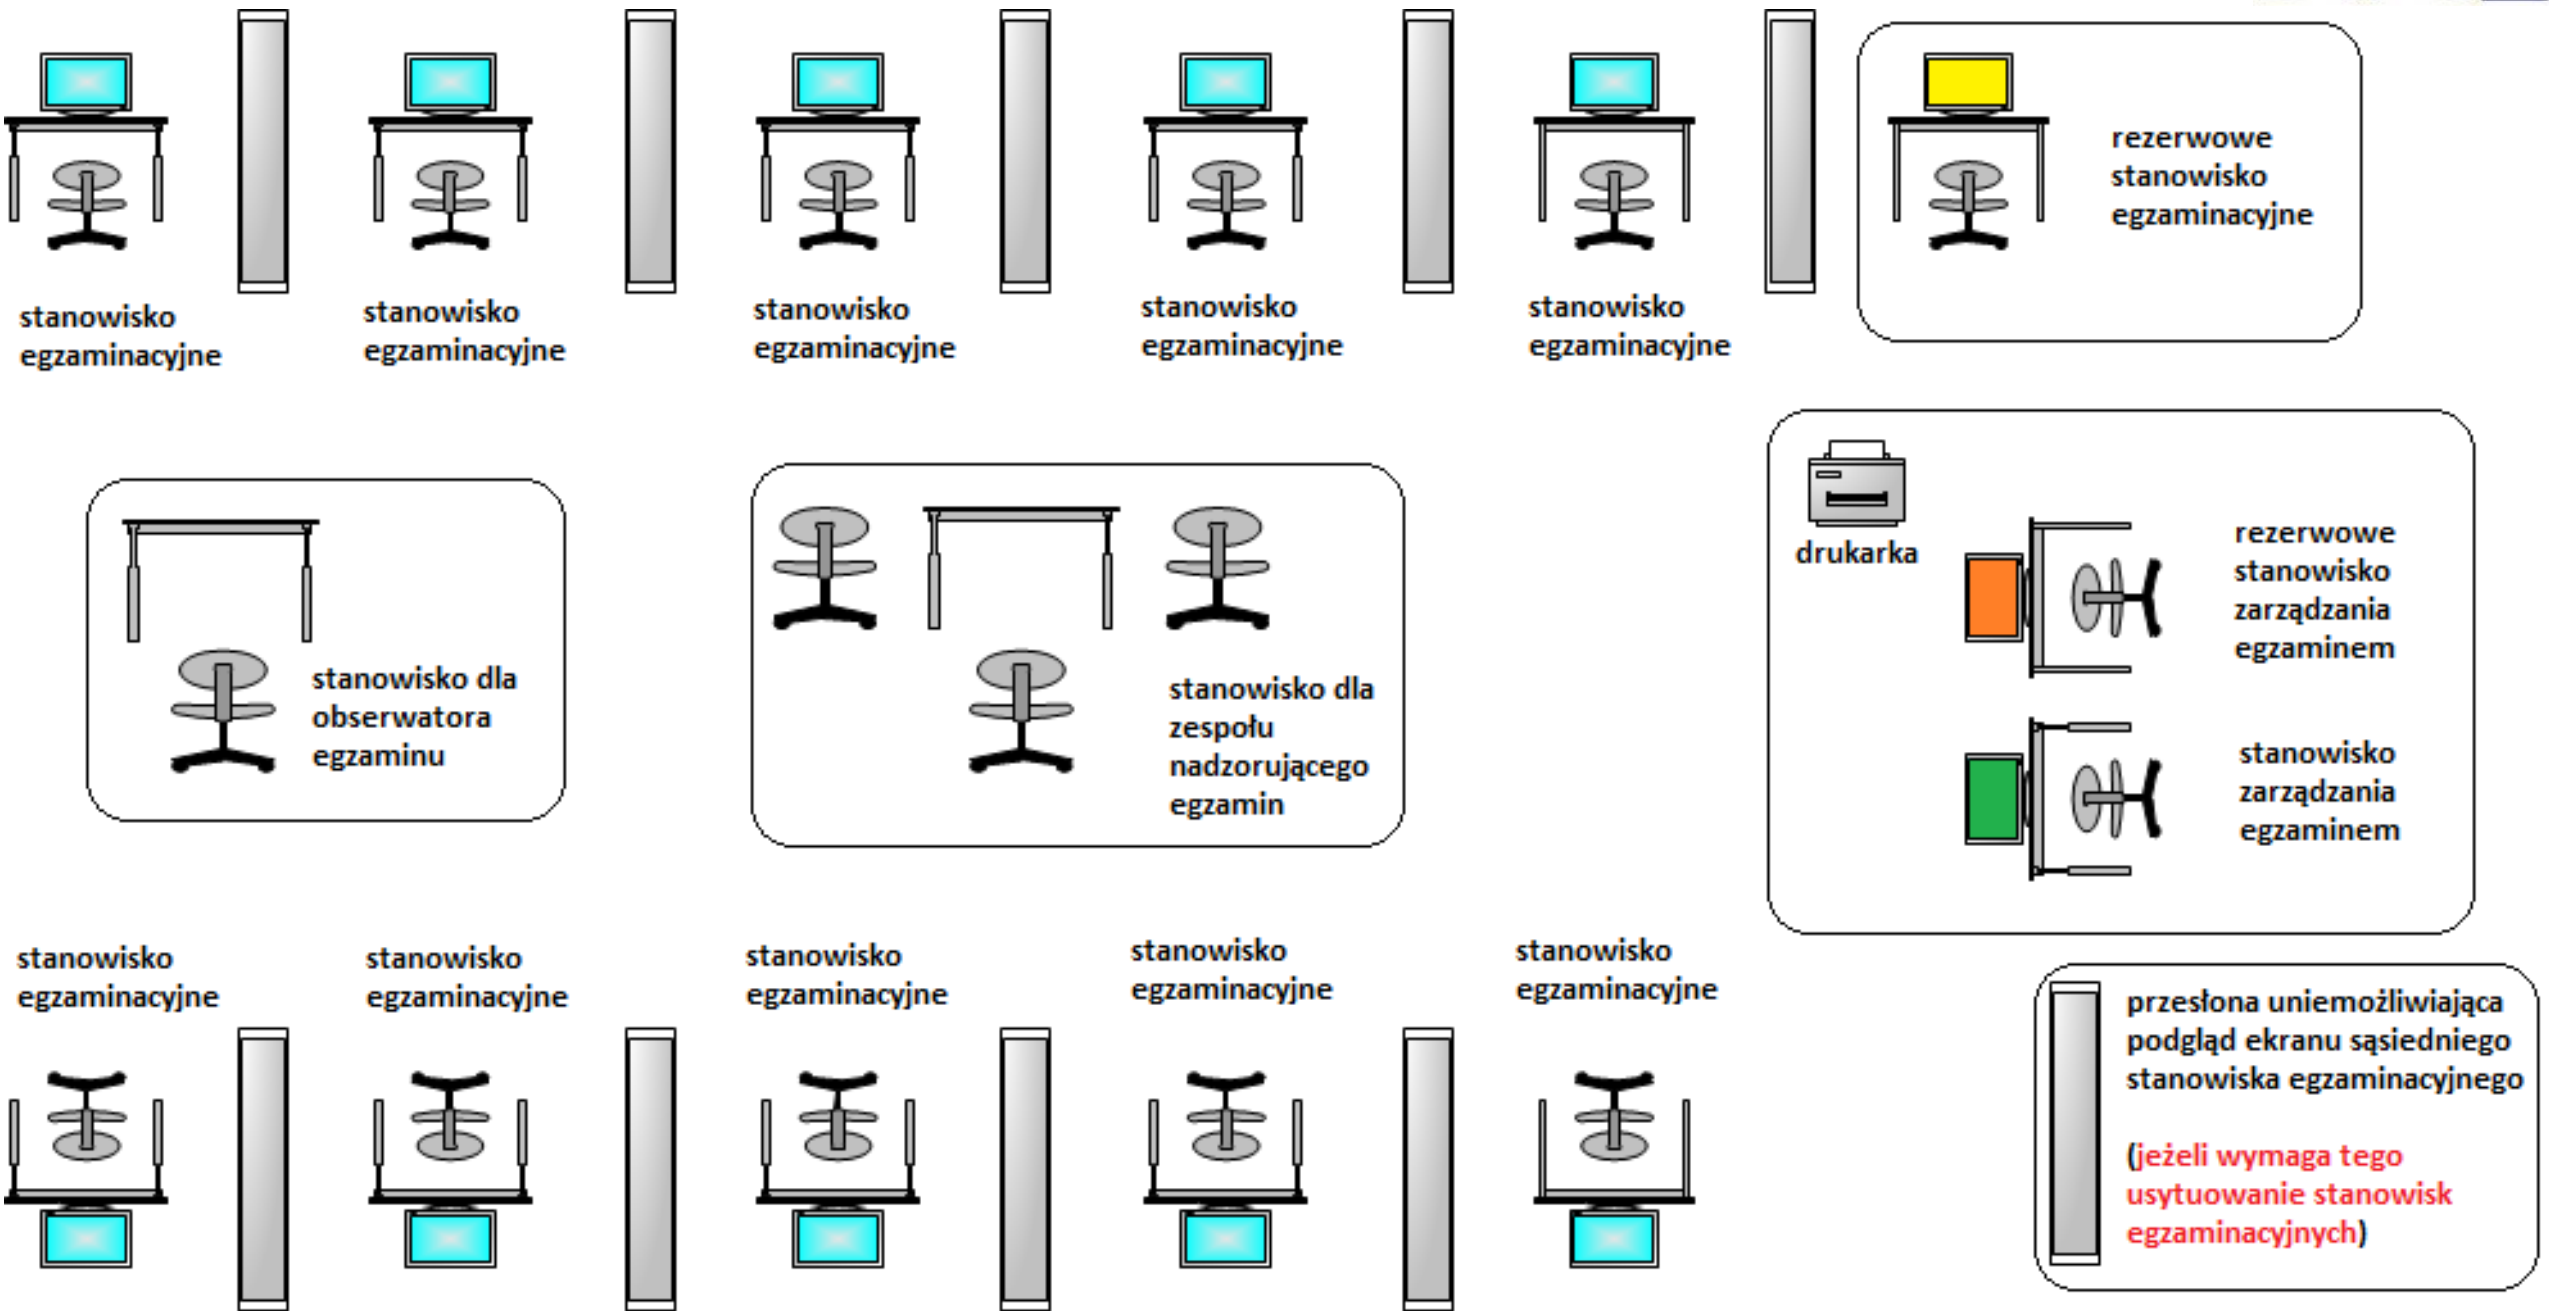 rezerwowe
stanowisko
egzaminacyjne
stanowisko
egzaminacyjne
stanowisko
egzaminacyjne
stanowisko
egzaminacyjne
stanowisko
egzaminacyjne
stanowisko
egzaminacyjne
drukarka
rezerwowe
stanowisko
zarządzania
egzaminem
stanowisko dla
obserwatora
egzaminu
stanowisko dla
zespołu
nadzorującego
egzamin
stanowisko
zarządzania
egzaminem
stanowisko
egzaminacyjne
stanowisko
egzaminacyjne
stanowisko
egzaminacyjne
stanowisko
egzaminacyjne
stanowisko
egzaminacyjne
przesłona uniemożliwiająca
podgląd ekranu sąsiedniego
stanowiska egzaminacyjnego
(jeżeli wymaga tego
usytuowanie stanowisk
egzaminacyjnych)